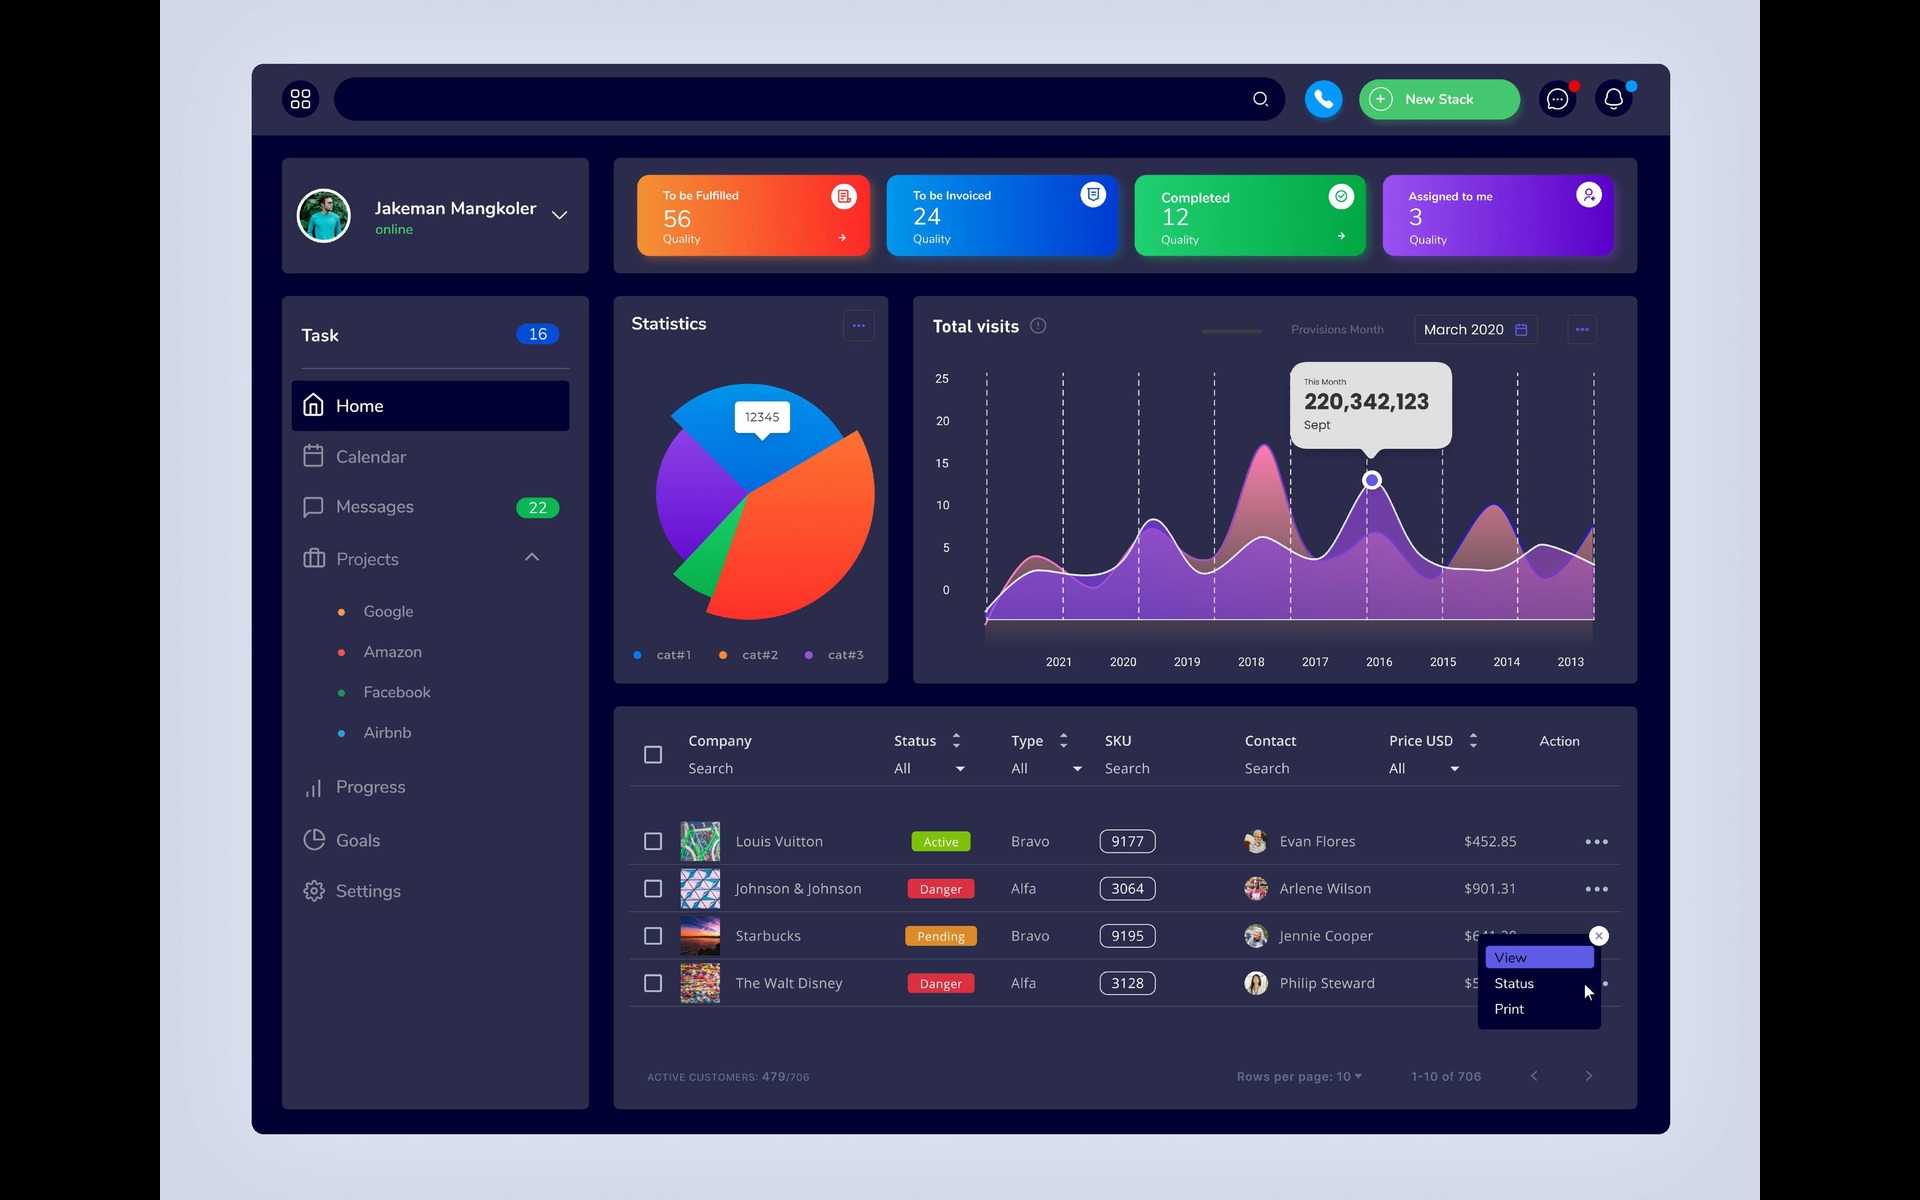 New Stack
Jakeman Mangkoler
online
To be Fulfilled
56
Quality
To be Invoiced
24
Quality
Completed
12
Quality
Assigned to me
3
Quality
Task 16
Home
Calendar
Messages 22
Projects
Google
Amazon
Facebook
Airbnb
Progress
Goals
Settings
Statistics
12345
cat#1 cat#2 cat#3
Total visits
Provisions Month
March 2020
This Month
220,342,123
Sept
25
20
15
10
5
0
2021 2020 2019 2018 2017 2016 2015 2014 2013
Company Status Type SKU Contact Price USD Action
Search All All Search Search All
Louis Vuitton Active Bravo 9177 Evan Flores $452.85
Johnson & Johnson Danger Alfa 3064 Arlene Wilson $901.31
Starbucks Pending Bravo 9195 Jennie Cooper
The Walt Disney Danger Alfa 3128 Philip Steward
View
Status
Print
ACTIVE CUSTOMERS: 479/706
Rows per page: 10 1-10 of 706